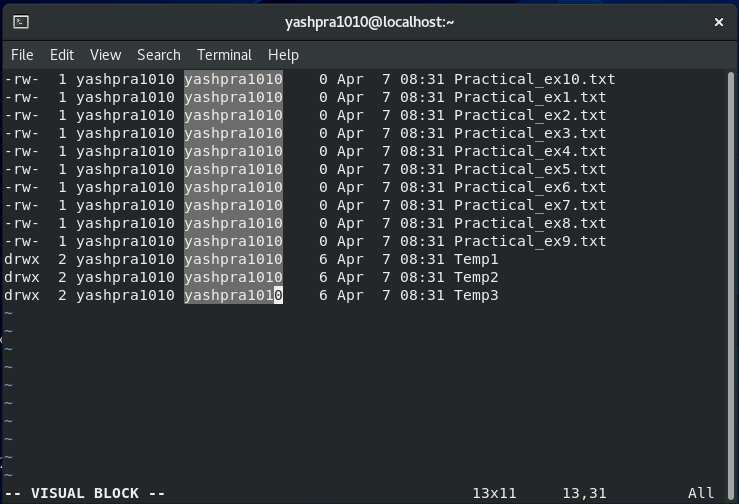 yashpra1010@localhost:~
File Edit View Search Terminal Help
-rw-  1 yashpra1010 yashpra1010    0 Apr  7 08:31 Practical_ex10.txt
-rw-  1 yashpra1010 yashpra1010    0 Apr  7 08:31 Practical_ex1.txt
-rw-  1 yashpra1010 yashpra1010    0 Apr  7 08:31 Practical_ex2.txt
-rw-  1 yashpra1010 yashpra1010    0 Apr  7 08:31 Practical_ex3.txt
-rw-  1 yashpra1010 yashpra1010    0 Apr  7 08:31 Practical_ex4.txt
-rw-  1 yashpra1010 yashpra1010    0 Apr  7 08:31 Practical_ex5.txt
-rw-  1 yashpra1010 yashpra1010    0 Apr  7 08:31 Practical_ex6.txt
-rw-  1 yashpra1010 yashpra1010    0 Apr  7 08:31 Practical_ex7.txt
-rw-  1 yashpra1010 yashpra1010    0 Apr  7 08:31 Practical_ex8.txt
-rw-  1 yashpra1010 yashpra1010    0 Apr  7 08:31 Practical_ex9.txt
drwx  2 yashpra1010 yashpra1010    6 Apr  7 08:31 Temp1
drwx  2 yashpra1010 yashpra1010    6 Apr  7 08:31 Temp2
drwx  2 yashpra1010 yashpra1010    6 Apr  7 08:31 Temp3
~
~
~
~
~
~
~
~
~
~
-- VISUAL BLOCK -- 13x11 13,31 All